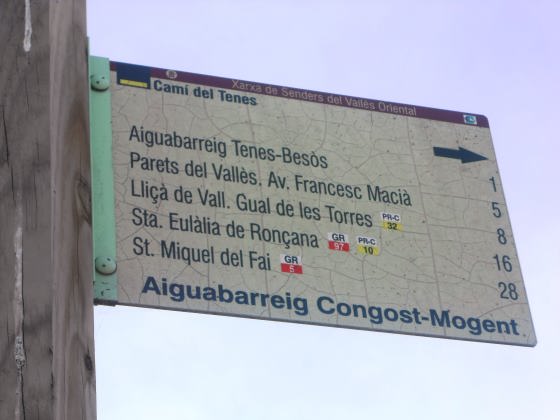 Xarxa de Senders del Vallès Oriental
Camí del Tenes
Aiguabarreig Tenes-Besòs 1
Parets del Vallès. Av. Francesc Macià 5
Lliçà de Vall. Gual de les Torres PR-C 32 8
Sta. Eulàlia de Ronçana GR 97 PR-C 10 16
St. Miquel del Fai GR 5 28
Aiguabarreig Congost-Mogent